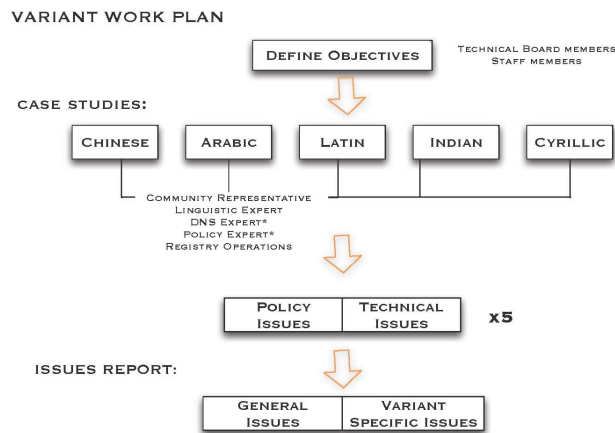 VARIANT WORK PLAN
DEFINE OBJECTIVES
TECHNICAL BOARD MEMBERS
STAFF MEMBERS
CASE STUDIES:
CHINESE
ARABIC
LATIN
INDIAN
CYRILLIC
COMMUNITY REPRESENTATIVE
LINGUISTIC EXPERT
DNS EXPERT*
POLICY EXPERT*
REGISTRY OPERATIONS
POLICY
ISSUES
TECHNICAL
ISSUES
x5
ISSUES REPORT:
GENERAL
ISSUES
VARIANT
SPECIFIC ISSUES